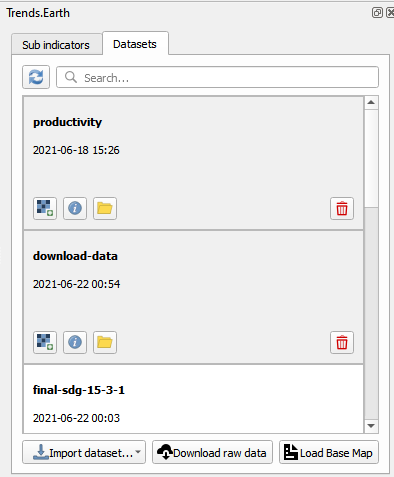 Trends.Earth
Sub indicators
Datasets
Search...
productivity
2021-06-18 15:26
download-data
2021-06-22 00:54
final-sdg-15-3-1
2021-06-22 00:03
Import dataset...
Download raw data
Load Base Map